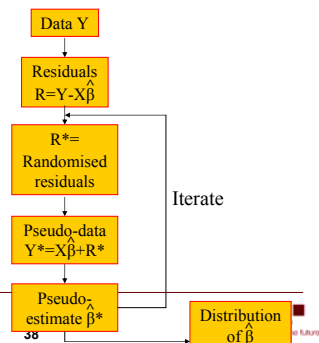 Data Y
Residuals
R=Y-Xβ̂
R*=
Randomised
residuals
Iterate
Pseudo-data
Y*=Xβ̂+R*
Pseudo-
estimate β̂*
38
Distribution
of β̂
e future